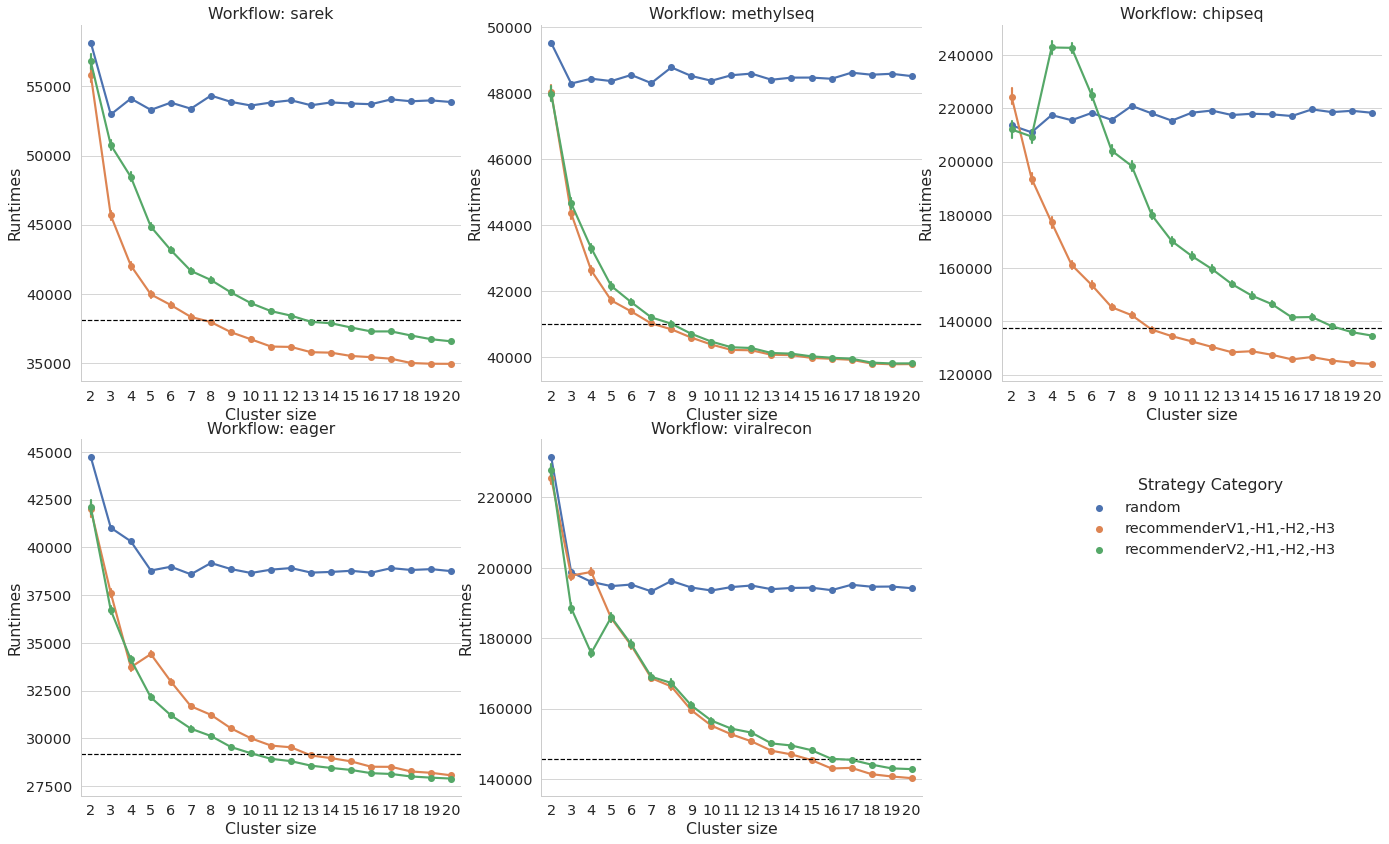 Workflow: sarek
Runtimes
55000
50000
45000
40000
35000
2 3 4 5 6 7 8 9 10 11 12 13 14 15 16 17 18 19 20
Cluster size
Workflow: methylseq
Runtimes
50000
48000
46000
44000
42000
40000
2 3 4 5 6 7 8 9 10 11 12 13 14 15 16 17 18 19 20
Workflow: chipseq
Runtimes
240000
220000
200000
180000
160000
140000
120000
2 3 4 5 6 7 8 9 10 11 12 13 14 15 16 17 18 19 20
Cluster size
Workflow: eager
Runtimes
45000
42500
40000
37500
35000
32500
30000
27500
2 3 4 5 6 7 8 9 10 11 12 13 14 15 16 17 18 19 20
Cluster size
Cluster size
Workflow: viralrecon
Runtimes
220000
200000
180000
160000
140000
2 3 4 5 6 7 8 9 10 11 12 13 14 15 16 17 18 19 20
Cluster size
Strategy Category
random
recommenderV1,-H1,-H2,-H3
recommenderV2,-H1,-H2,-H3